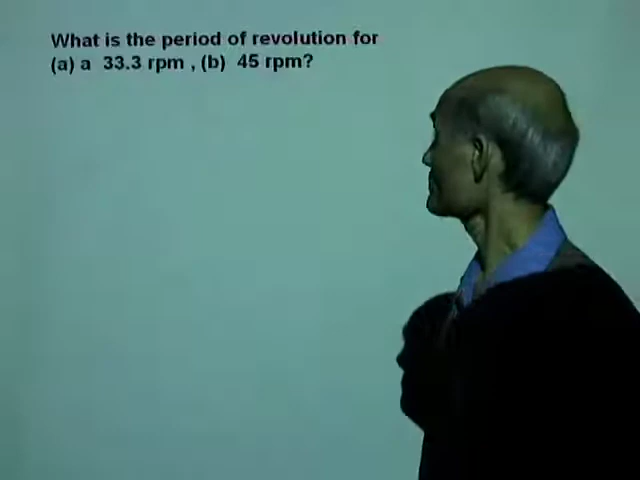 What is the period of revolution for
(a) a 33.3 rpm , (b) 45 rpm?